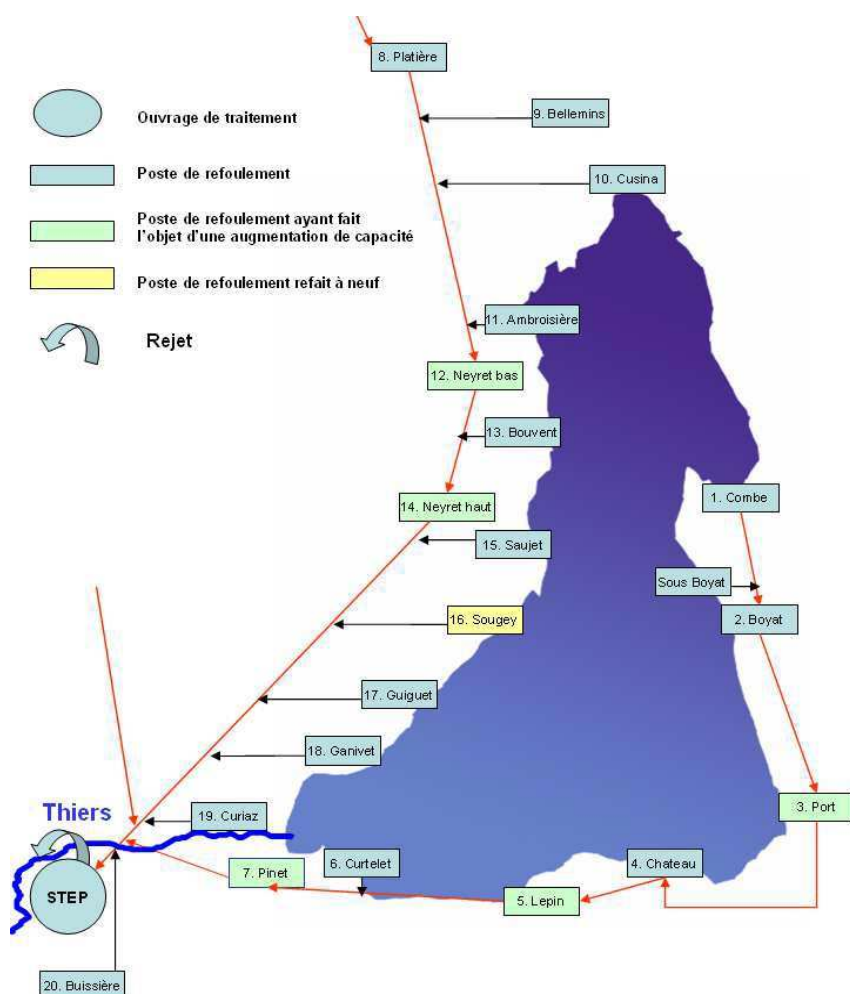 8. Platière
9. Bellemins
Ouvrage de traitement
Poste de refoulement
10. Cusina
Poste de refoulement ayant fait
l'objet d'une augmentation de capacité
Poste de refoulement refait à neuf
11. Ambroisière
Rejet
12. Neyret bas
13. Bouvent
1. Combe
14. Neyret haut
15. Saujet
Sous Boyat
16. Sougey
2. Boyat
17. Guiguet
18. Ganivet
Thiers
19. Curiaz
3. Port
6. Curtelet
4. Chateau
7. Pinet
STEP
5. Lepin
20. Buissière